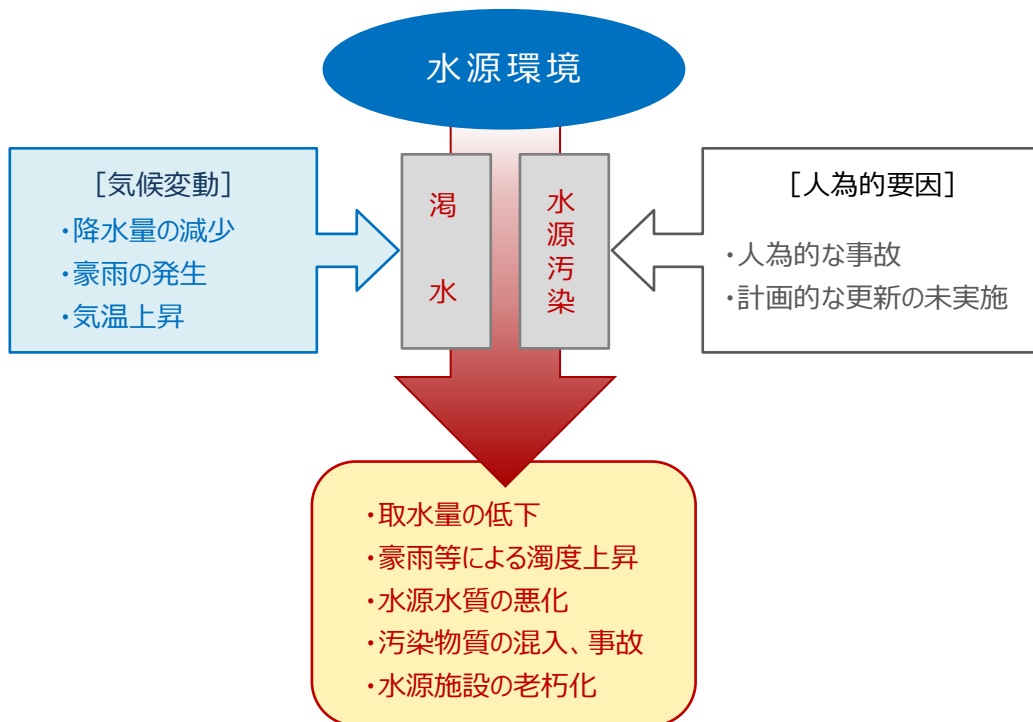 水源環境
［気候変動］
・降水量の減少
・豪雨の発生
・気温上昇
渇水
水源汚染
［人為的要因］
・人為的な事故
・計画的な更新の未実施
・取水量の低下
・豪雨等による濁度上昇
・水源水質の悪化
・汚染物質の混入、事故
・水源施設の老朽化